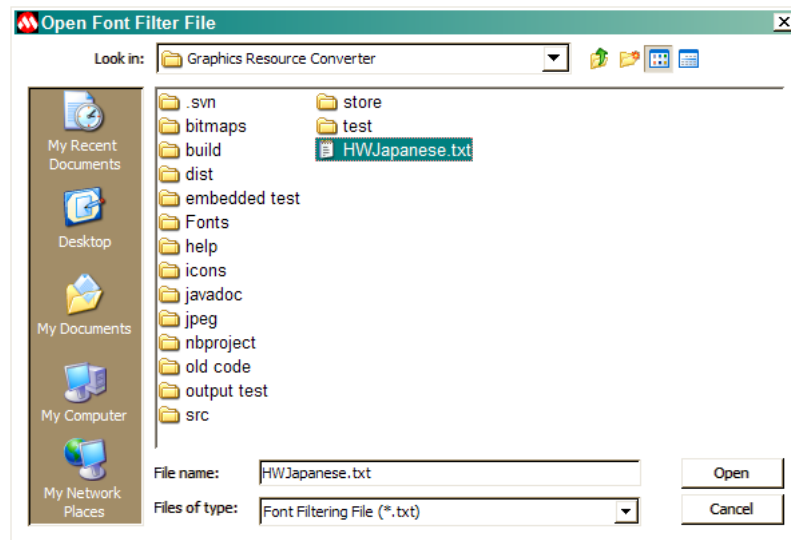 Open Font Filter File
Look in: Graphics Resource Converter
My Recent
Documents
Desktop
My Documents
My Computer
My Network
Places
.svn
bitmaps
build
dist
embedded test
Fonts
help
icons
javadoc
jpeg
nbproject
old code
output test
src
store
test
HWJapanese.txt
File name: HWJapanese.txt Open
Files of type: Font Filtering File (*.txt) Cancel